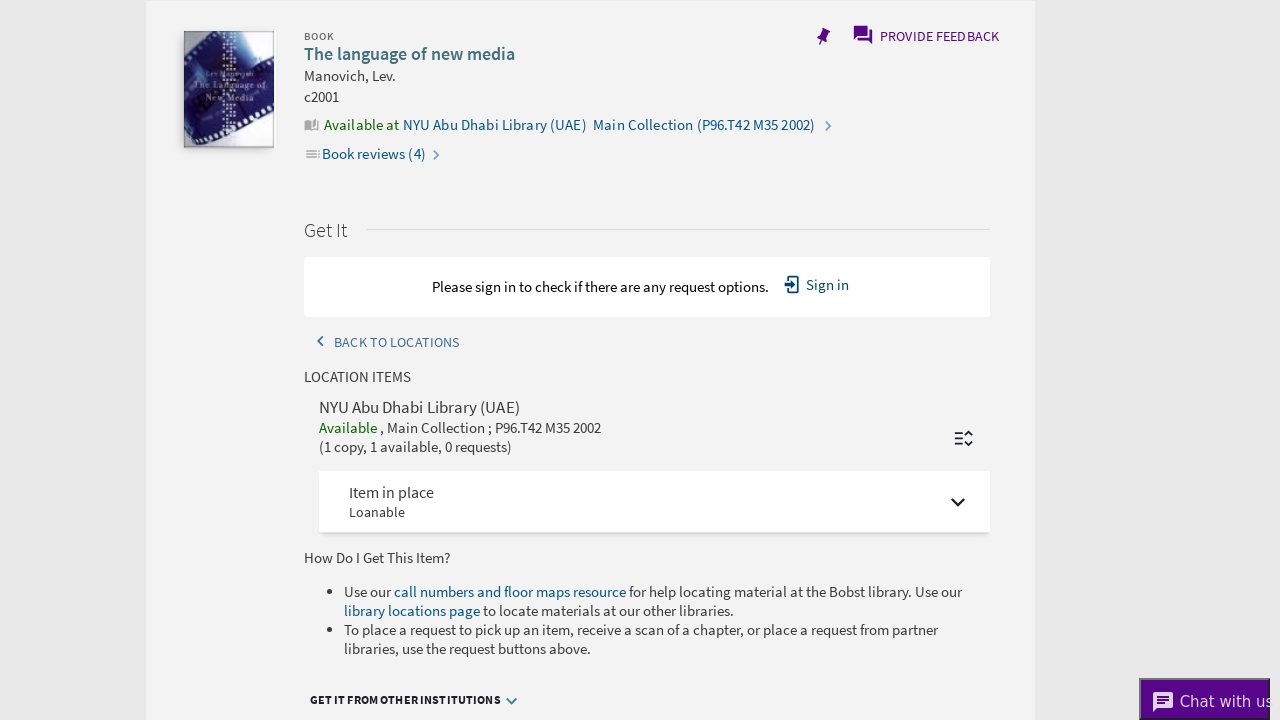 Lev Manovich
The Language of
New Media
BOOK
The language of new media
Manovich, Lev.
c2001
Available at NYU Abu Dhabi Library (UAE) Main Collection (P96.T42 M35 2002)
Book reviews (4)
PROVIDE FEEDBACK
Get It
Please sign in to check if there are any request options. Sign in
BACK TO LOCATIONS
LOCATION ITEMS
NYU Abu Dhabi Library (UAE)
Available , Main Collection ; P96.T42 M35 2002
(1 copy, 1 available, 0 requests)
Item in place
Loanable
How Do I Get This Item?
Use our call numbers and floor maps resource for help locating material at the Bobst library. Use our
library locations page to locate materials at our other libraries.
To place a request to pick up an item, receive a scan of a chapter, or place a request from partner
libraries, use the request buttons above.
GET IT FROM OTHER INSTITUTIONS
Chat with us